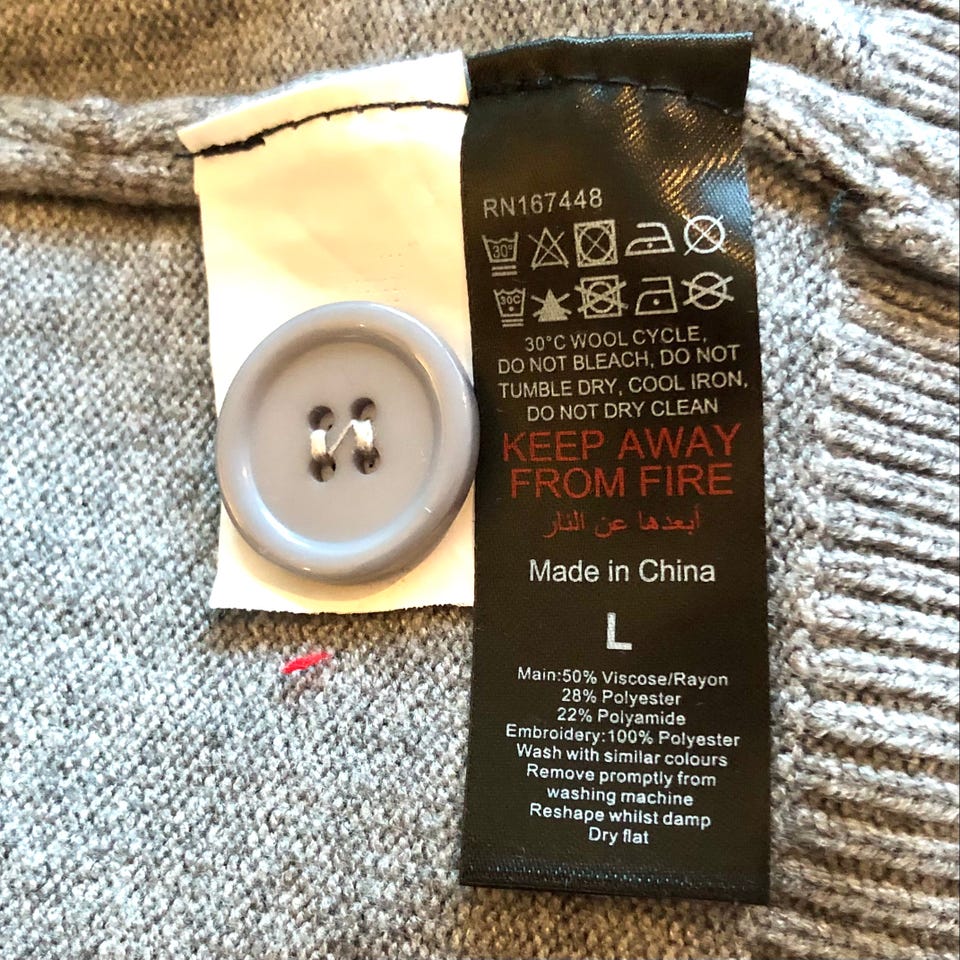 RN167448
30°
30C
30°C WOOL CYCLE,
DO NOT BLEACH, DO NOT
TUMBLE DRY, COOL IRON,
DO NOT DRY CLEAN
KEEP AWAY
FROM FIRE
أبعدها عن النار
Made in China
L
Main:50% Viscose/Rayon
28% Polyester
22% Polyamide
Embroidery:100% Polyester
Wash with similar colours
Remove promptly from
washing machine
Reshape whilst damp
Dry flat